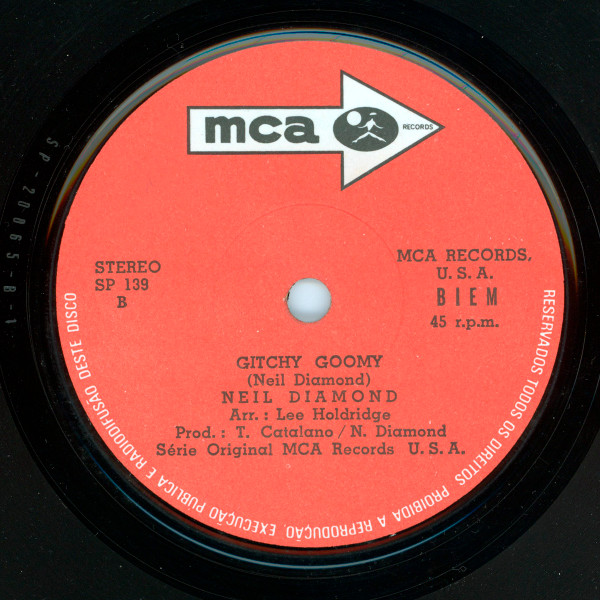 mca
RECORDS
STEREO
SP 139
B
MCA RECORDS,
U. S. A.
BIEM
45 r.p.m.
GITCHY GOOMY
(Neil Diamond)
NEIL DIAMOND
Arr. : Lee Holdridge
Prod. : T. Catalano / N. Diamond
Série Original MCA Records U. S. A.
RESERVADOS TODOS OS DIREITOS PROIBIDA A REPRODUÇÃO, EXECUÇÃO PÚBLICA E RADIODIFUSÃO DESTE DISCO
SP-20065-B-1